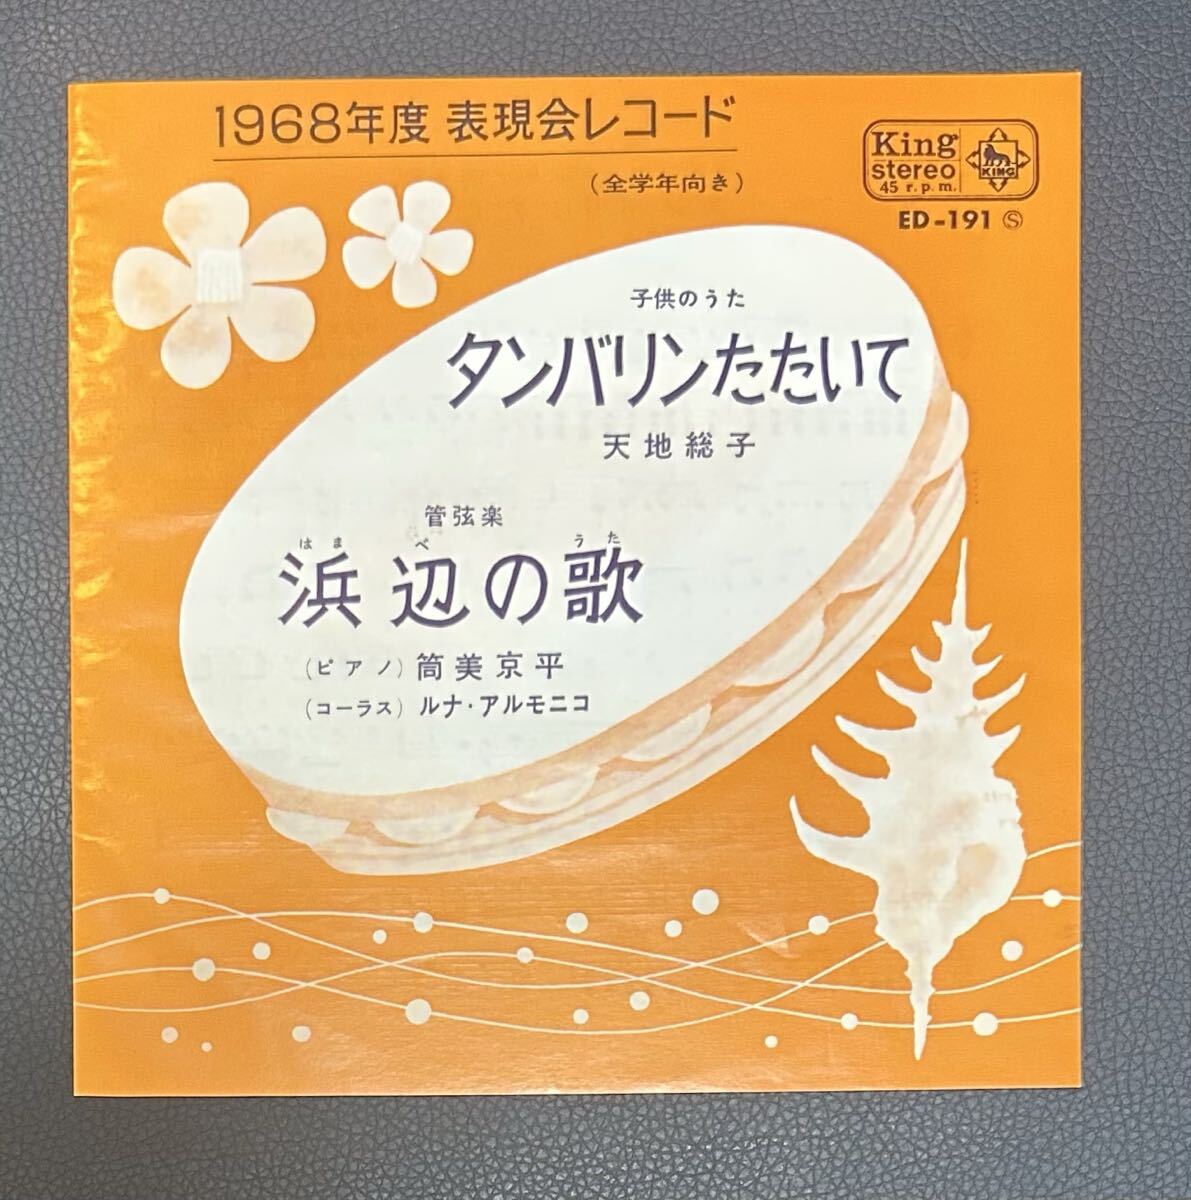 1968年度 表現会レコード
(全学年向き)
King
stereo
45 r.p.m.
KING
ED-191 Ⓢ
子供のうた
タンバリンたたいて
天地総子
管弦楽
はま べ うた
浜辺の歌
(ピアノ) 筒美京平
(コーラス) ルナ・アルモニコ